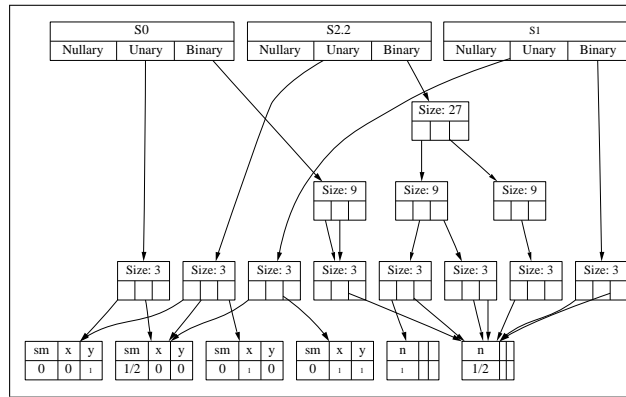 S0 S2.2 S1
Nullary Unary Binary Nullary Unary Binary Nullary Unary Binary
Size: 27
Size: 9 Size: 9 Size: 9
Size: 3 Size: 3 Size: 3 Size: 3 Size: 3 Size: 3 Size: 3 Size: 3
sm x y sm x y sm x y sm x y n n
0 0 1 1/2 0 0 0 1 0 0 1 1 1 1/2